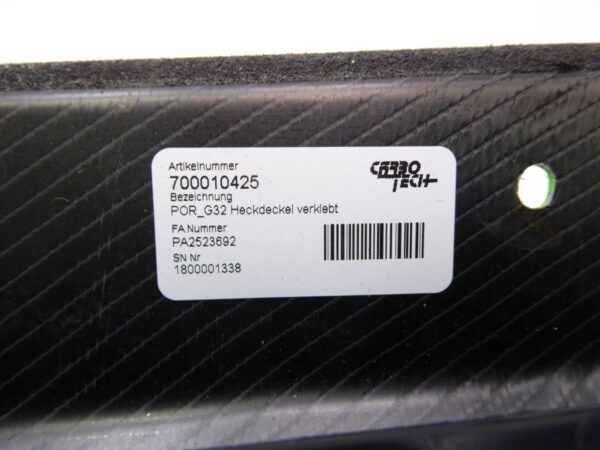 Artikelnummer
700010425
Bezeichnung
POR_G32 Heckdeckel verklebt
FA Nummer
PA2523692
SN Nr
1800001338
CARBO
TECH